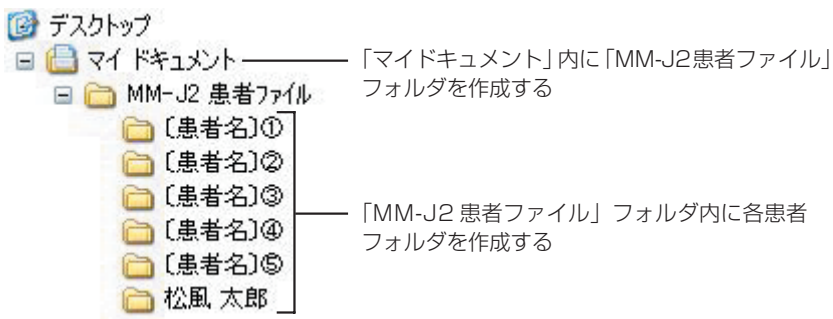 デスクトップ
マイ ドキュメント
「マイドキュメント」内に「MM-J2患者ファイル」
フォルダを作成する
MM-J2 患者ファイル
〔患者名〕①
〔患者名〕②
〔患者名〕③
〔患者名〕④
〔患者名〕⑤
松風 太郎
「MM-J2 患者ファイル」フォルダ内に各患者
フォルダを作成する